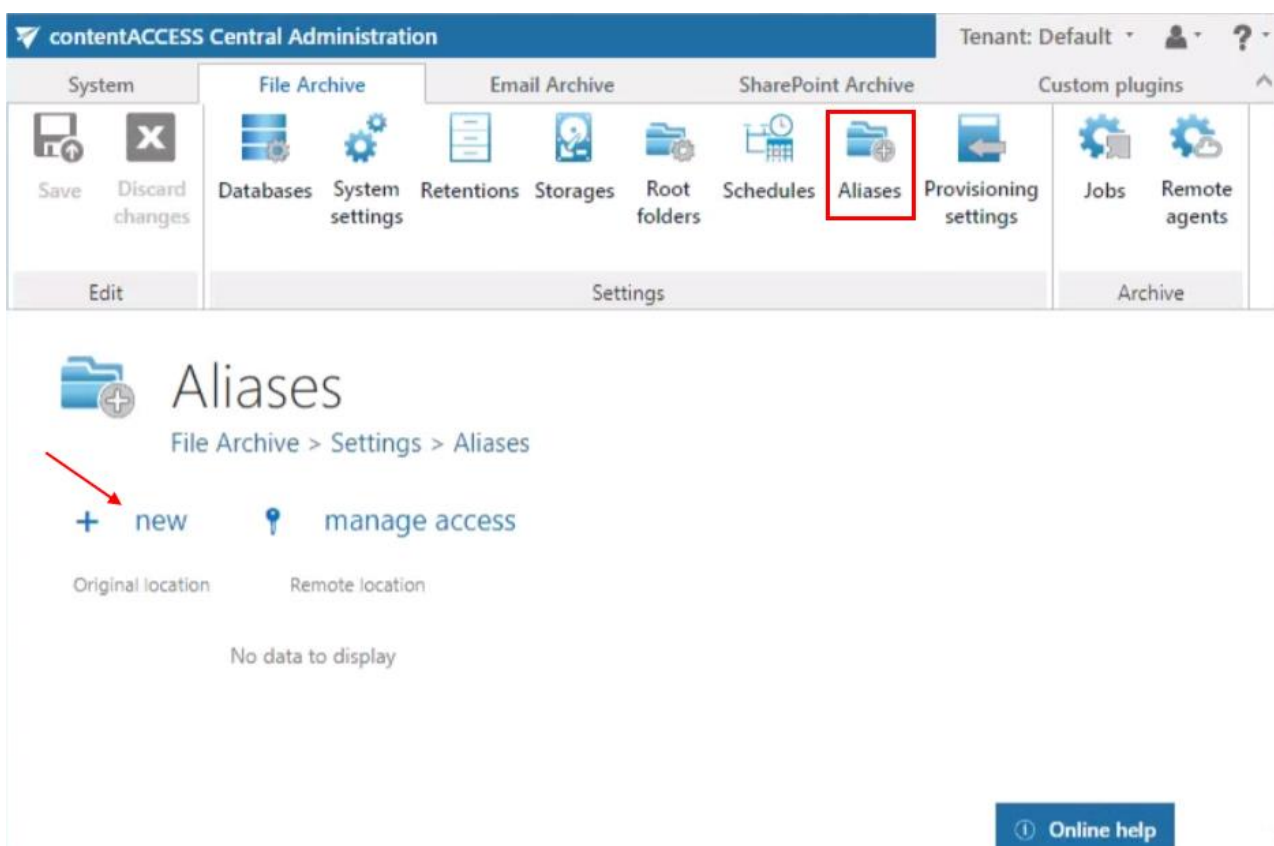 contentACCESS Central Administration
Tenant: Default
?
System
File Archive
Email Archive
SharePoint Archive
Custom plugins
Save
Discard
changes
Databases
System
settings
Retentions
Storages
Root
folders
Schedules
Aliases
Provisioning
settings
Jobs
Remote
agents
Edit
Settings
Archive
Aliases
File Archive > Settings > Aliases
+ new
manage access
Original location
Remote location
No data to display
Online help